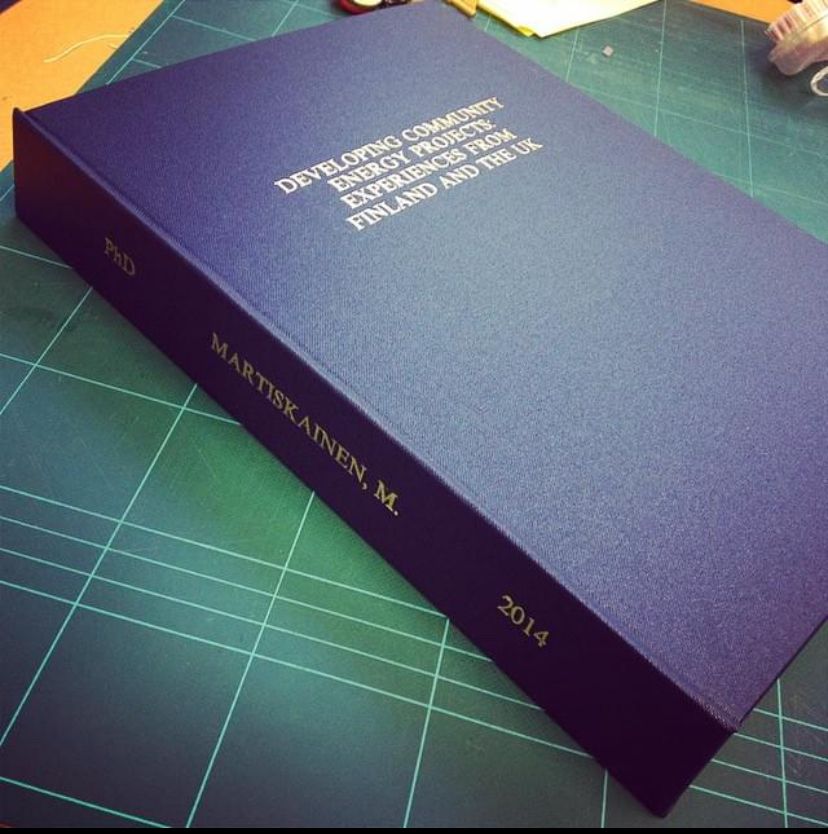 DEVELOPING COMMUNITY
ENERGY PROJECTS:
EXPERIENCES FROM
FINLAND AND THE UK
PhD
MARTISKAINEN, M.
2014